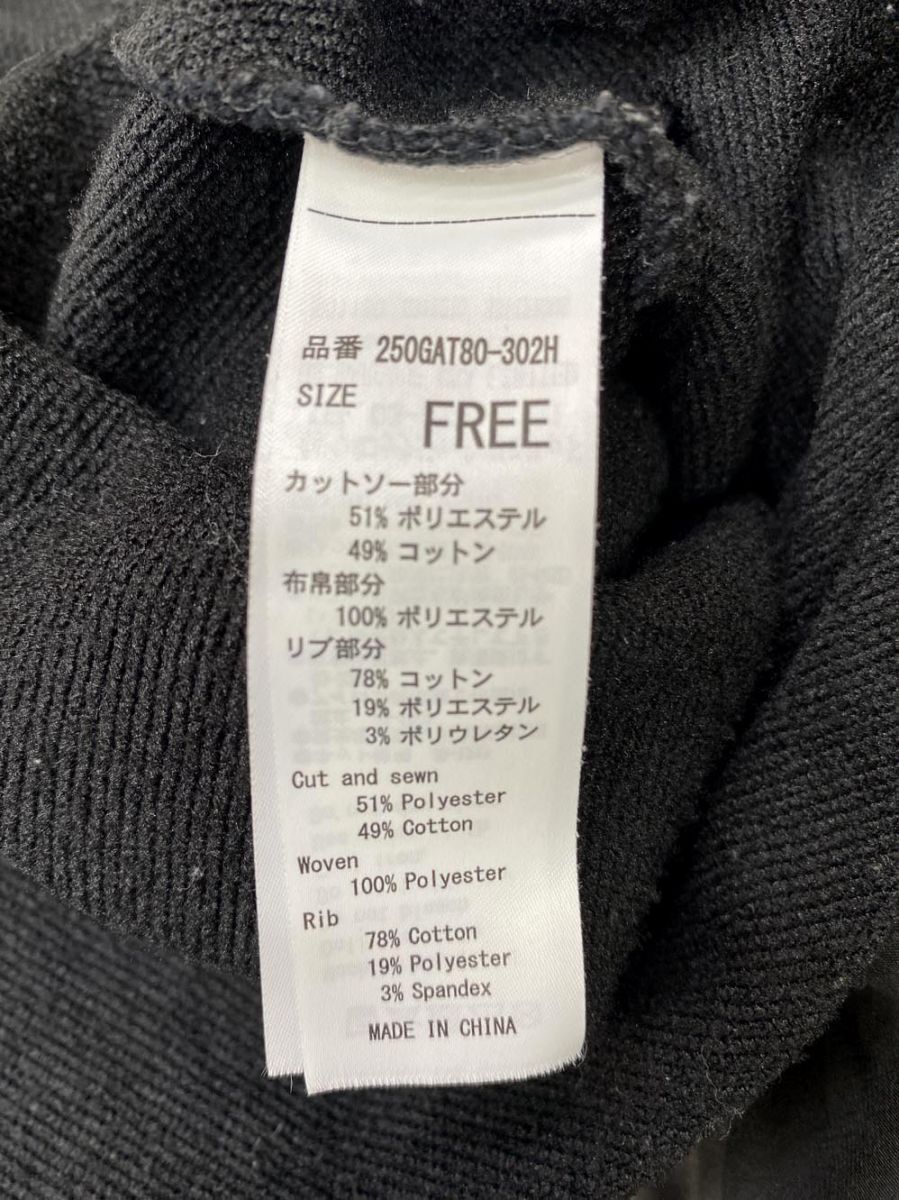 品番 250GAT80-302H
SIZE
FREE
カットソー部分
51% ポリエステル
49% コットン
布帛部分
100% ポリエステル
リブ部分
78% コットン
19% ポリエステル
3% ポリウレタン
Cut and sewn
51% Polyester
49% Cotton
Woven
100% Polyester
Rib
78% Cotton
19% Polyester
3% Spandex
MADE IN CHINA